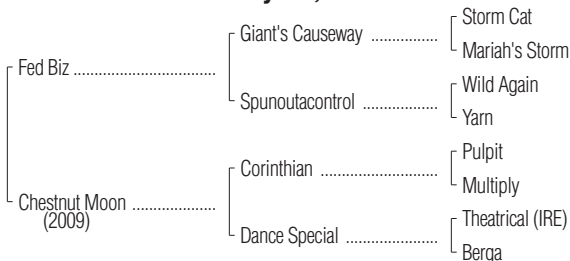 Storm Cat
Giant's Causeway ................
Mariah's Storm
Fed Biz .................................
Wild Again
Spunoutacontrol ..................
Yarn
Pulpit
Corinthian ............................
Multiply
Chestnut Moon ....................
(2009)
Theatrical (IRE)
Dance Special ......................
Berga